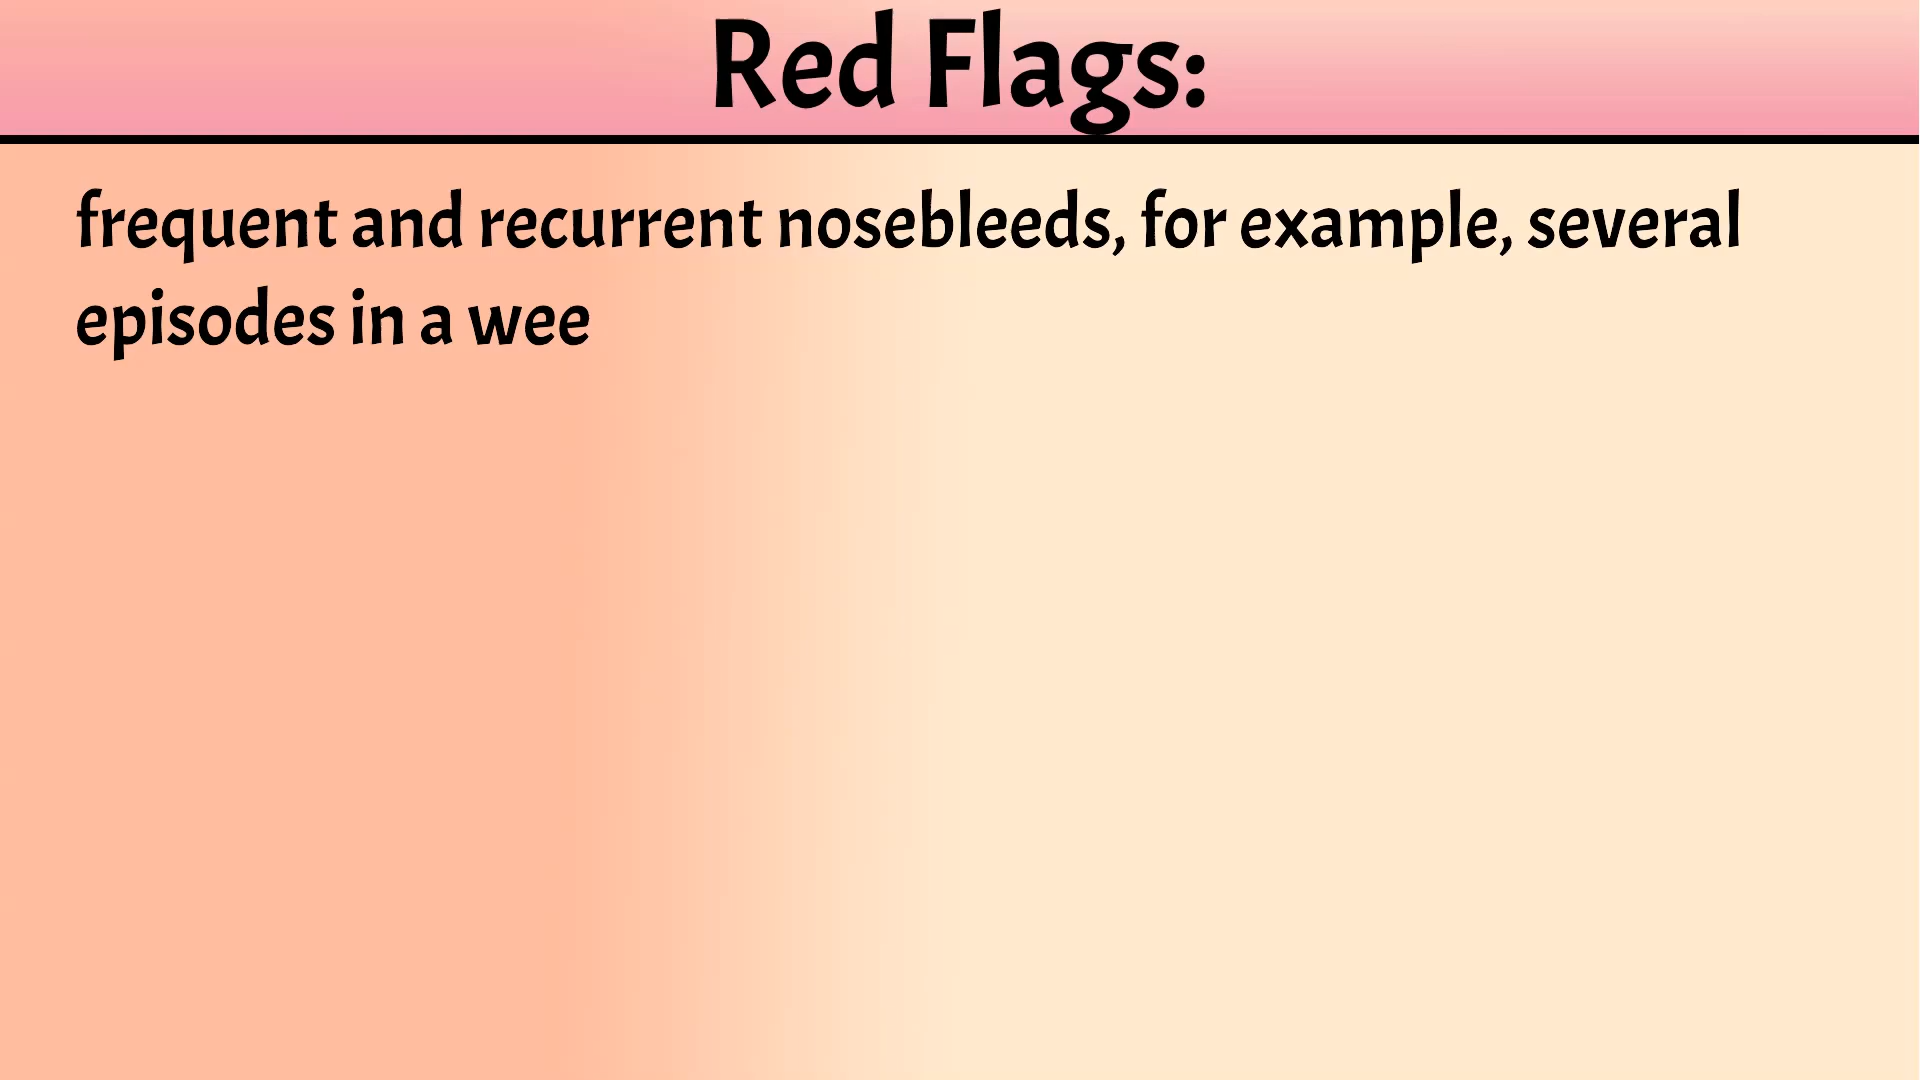 Red Flags:
frequent and recurrent nosebleeds, for example, several
episodes in a wee